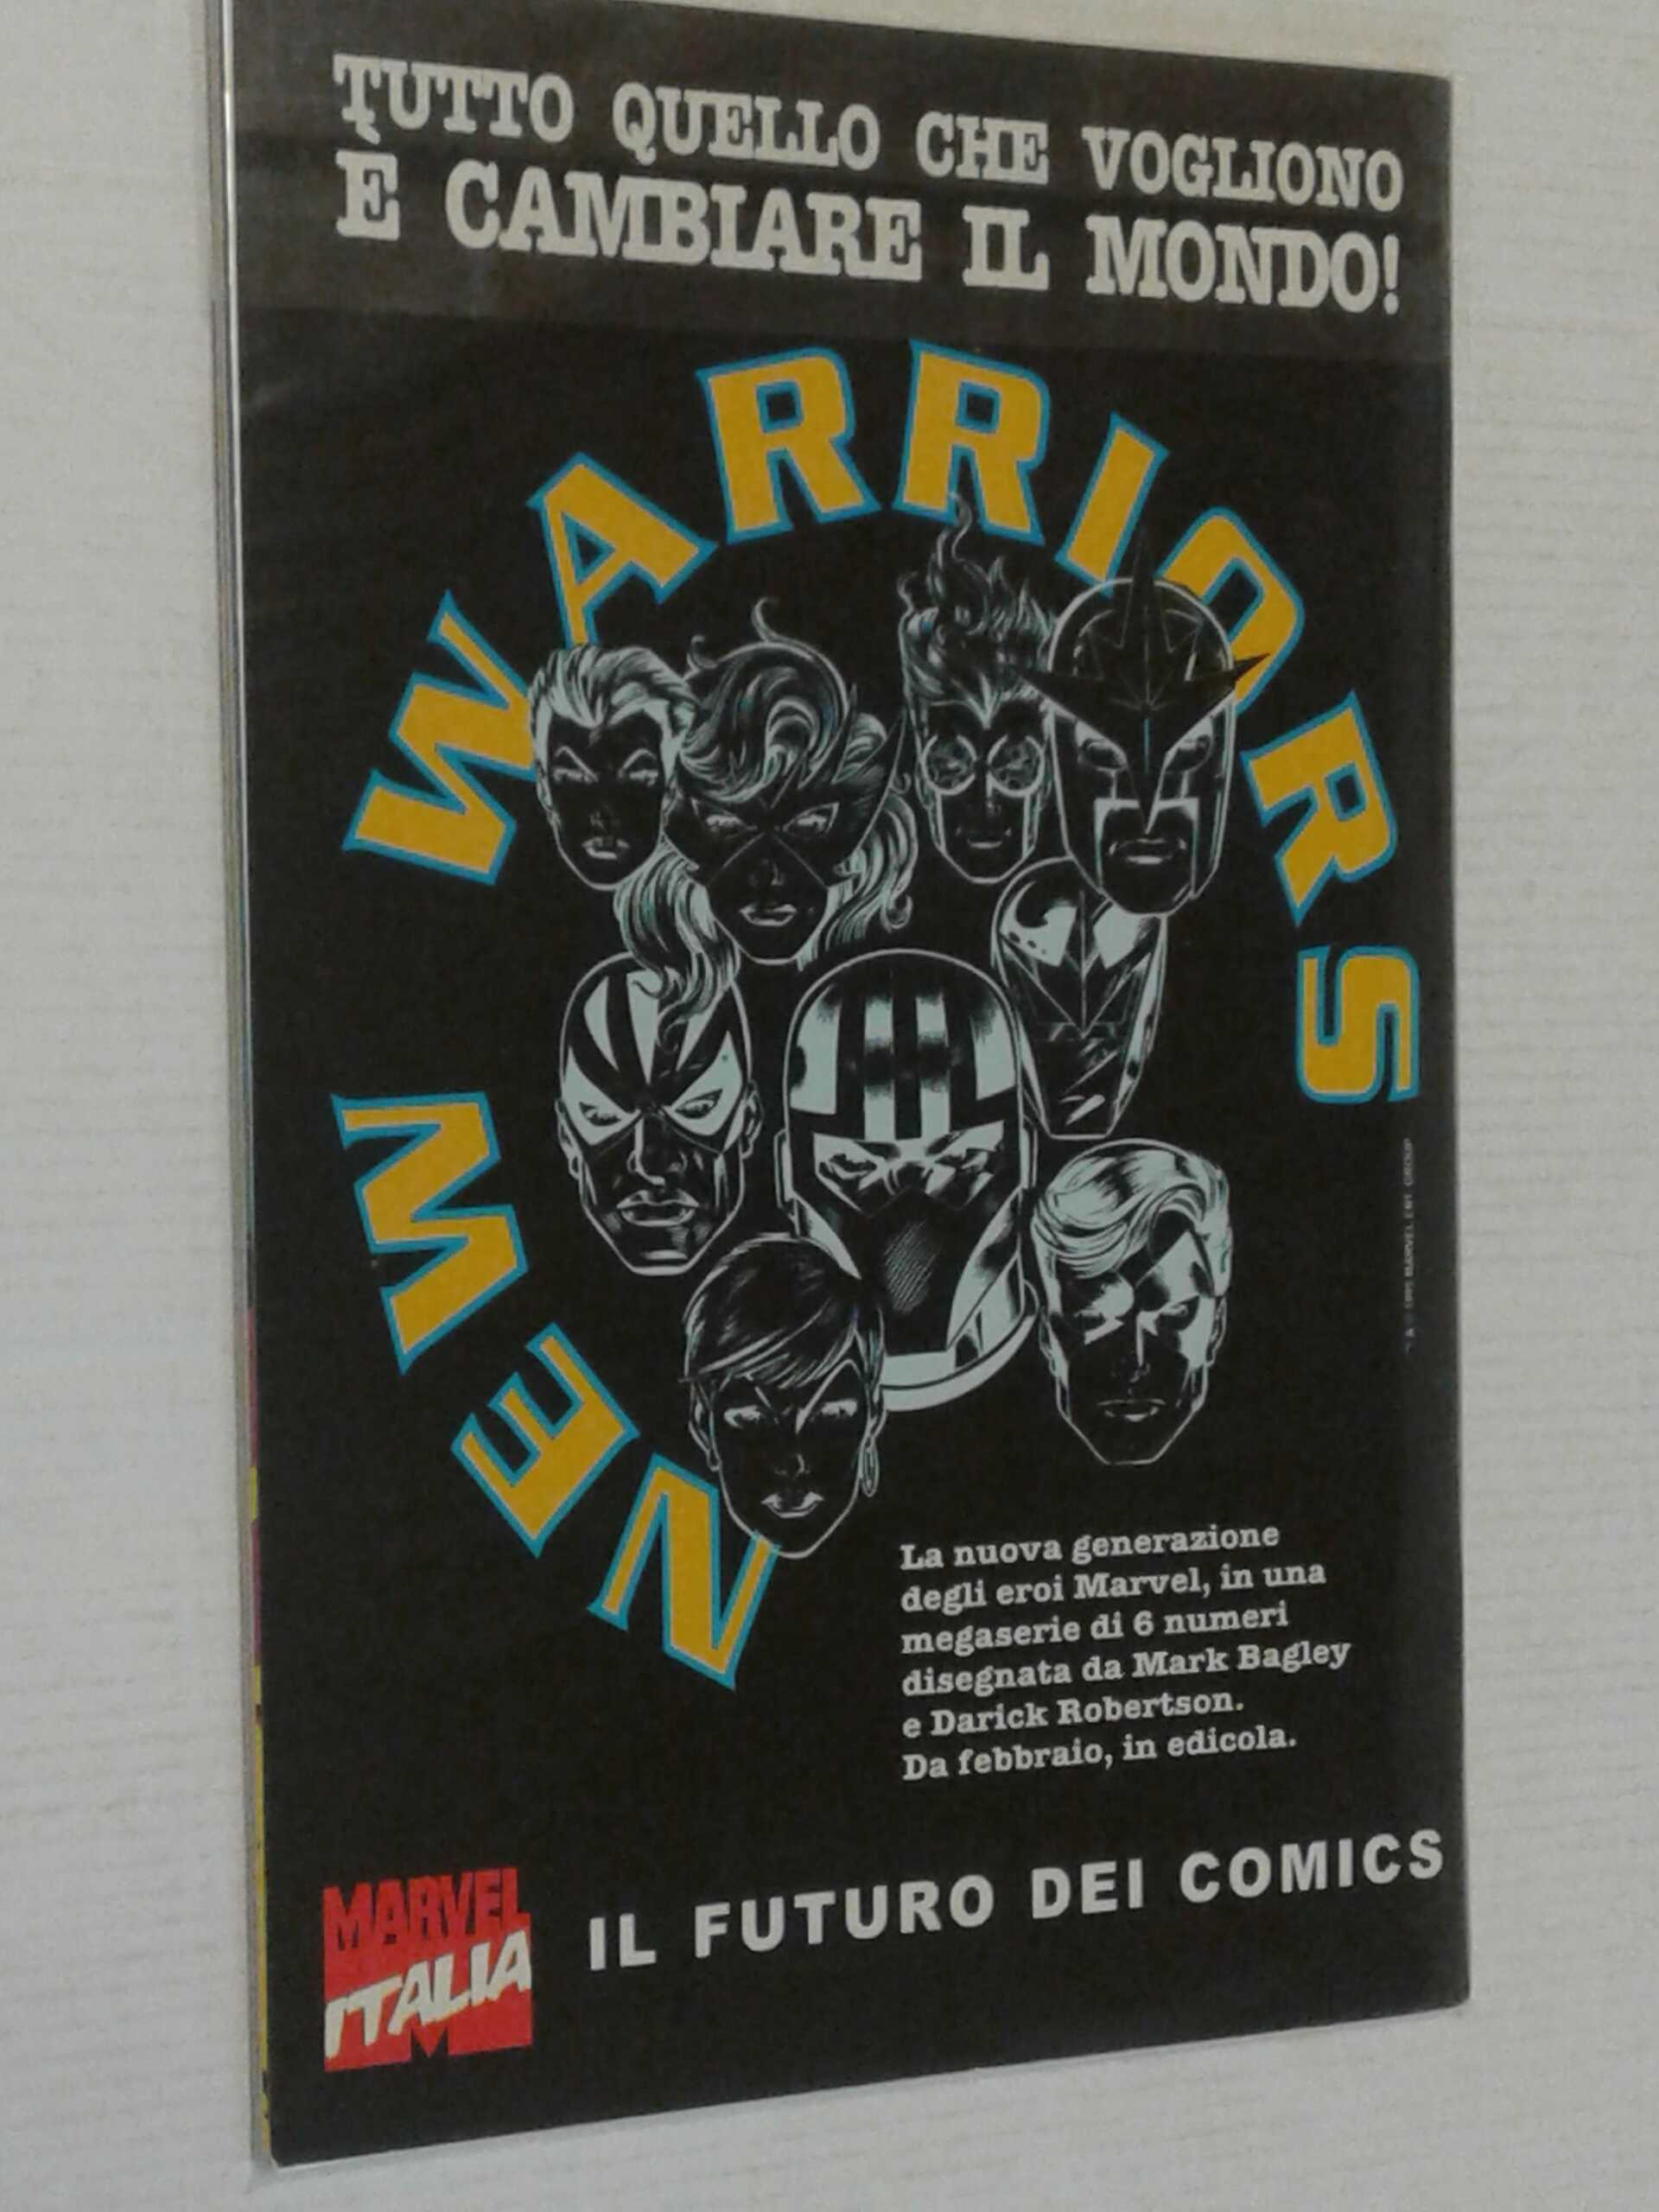 TUTTO QUELLO CHE VOGLIONO
È CAMBIARE IL MONDO!
NEW WARRIORS
La nuova generazione
degli eroi Marvel, in una
megaserie di 6 numeri
disegnata da Mark Bagley
e Darick Robertson.
Da febbraio, in edicola.
MARVEL
ITALIA
IL FUTURO DEI COMICS